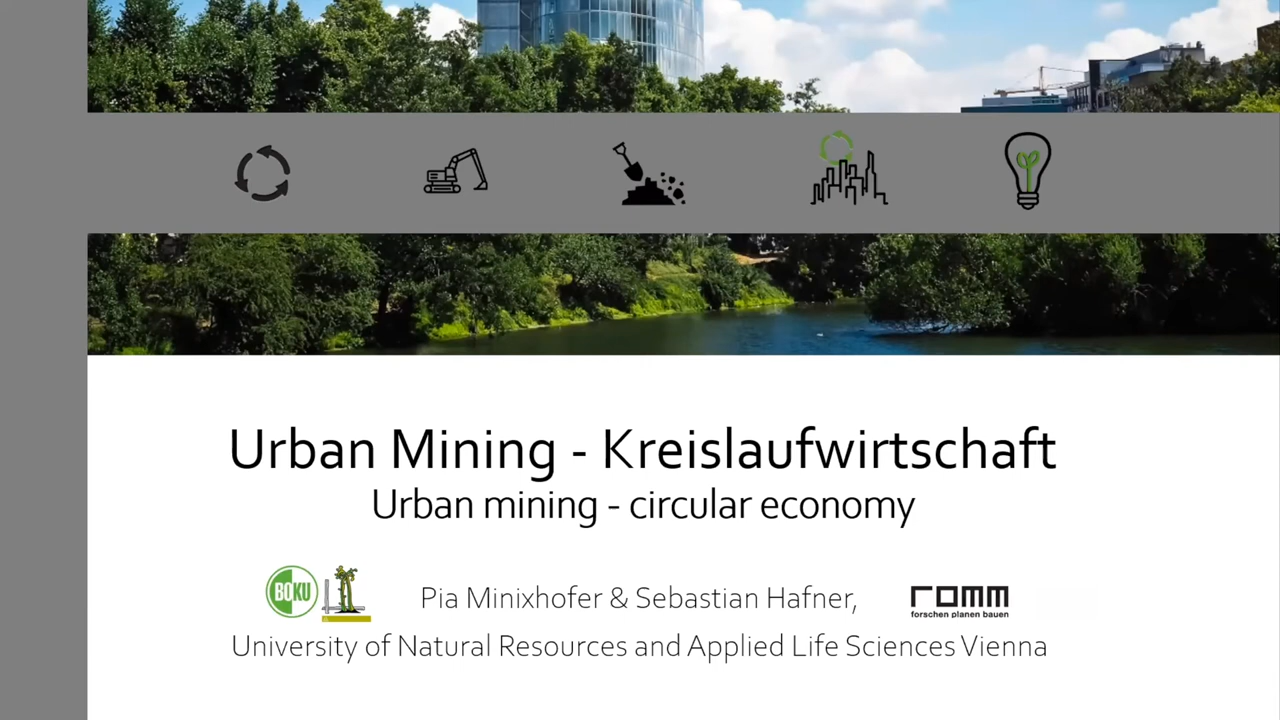 Urban Mining - Kreislaufwirtschaft
Urban mining - circular economy
BOKU
Pia Minixhofer & Sebastian Hafner,
romm
forschen planen bauen
University of Natural Resources and Applied Life Sciences Vienna